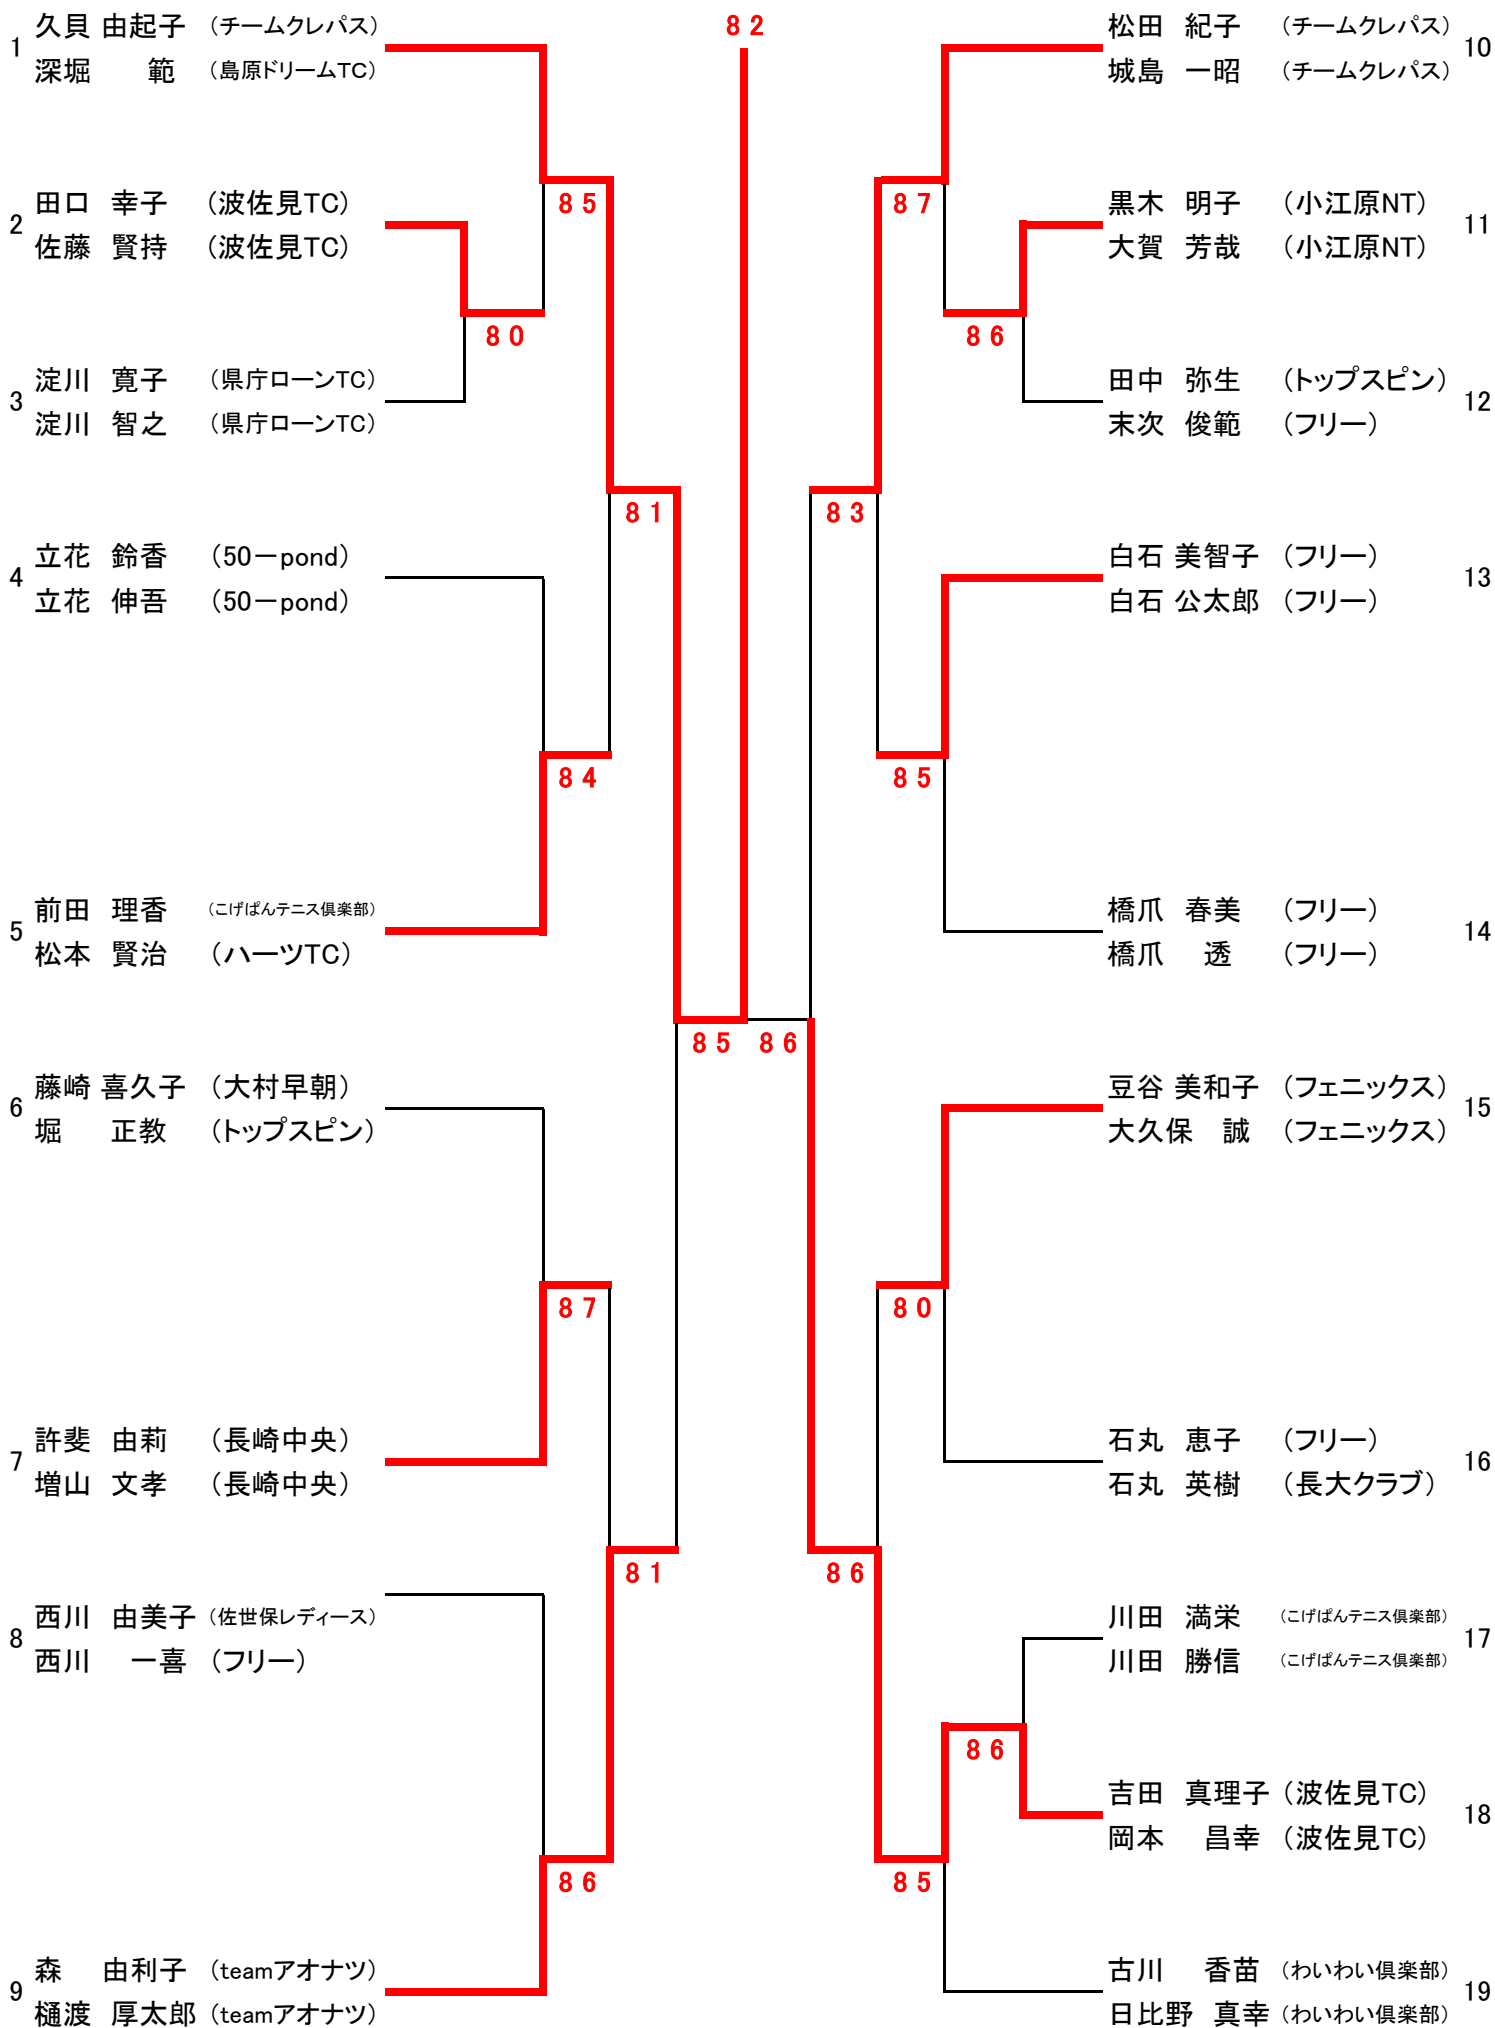 1
久貝 由起子 (チームクレパス)
深堀 範 (島原ドリームTC)
2
田口 幸子 (波佐見TC)
佐藤 賢持 (波佐見TC)
3
淀川 寛子 (県庁ローンTC)
淀川 智之 (県庁ローンTC)
4
立花 鈴香 (50ーpond)
立花 伸吾 (50ーpond)
5
前田 理香 (こげぱんテニス倶楽部)
松本 賢治 (ハーツTC)
6
藤崎 喜久子 (大村早朝)
堀 正教 (トップスピン)
7
許斐 由莉 (長崎中央)
増山 文孝 (長崎中央)
8
西川 由美子 (佐世保レディース)
西川 一喜 (フリー)
9
森 由利子 (teamアオナツ)
樋渡 厚太郎 (teamアオナツ)
85
80
81
84
87
81
86
82
85 86
87
86
83
85
80
86
86
85
松田 紀子 (チームクレパス)
城島 一昭 (チームクレパス)
10
黒木 明子 (小江原NT)
大賀 芳哉 (小江原NT)
11
田中 弥生 (トップスピン)
末次 俊範 (フリー)
12
白石 美智子 (フリー)
白石 公太郎 (フリー)
13
橋爪 春美 (フリー)
橋爪 透 (フリー)
14
豆谷 美和子 (フェニックス)
大久保 誠 (フェニックス)
15
石丸 恵子 (フリー)
石丸 英樹 (長大クラブ)
16
川田 満栄 (こげぱんテニス倶楽部)
川田 勝信 (こげぱんテニス倶楽部)
17
吉田 真理子 (波佐見TC)
岡本 昌幸 (波佐見TC)
18
古川 香苗 (わいわい倶楽部)
日比野 真幸 (わいわい倶楽部)
19